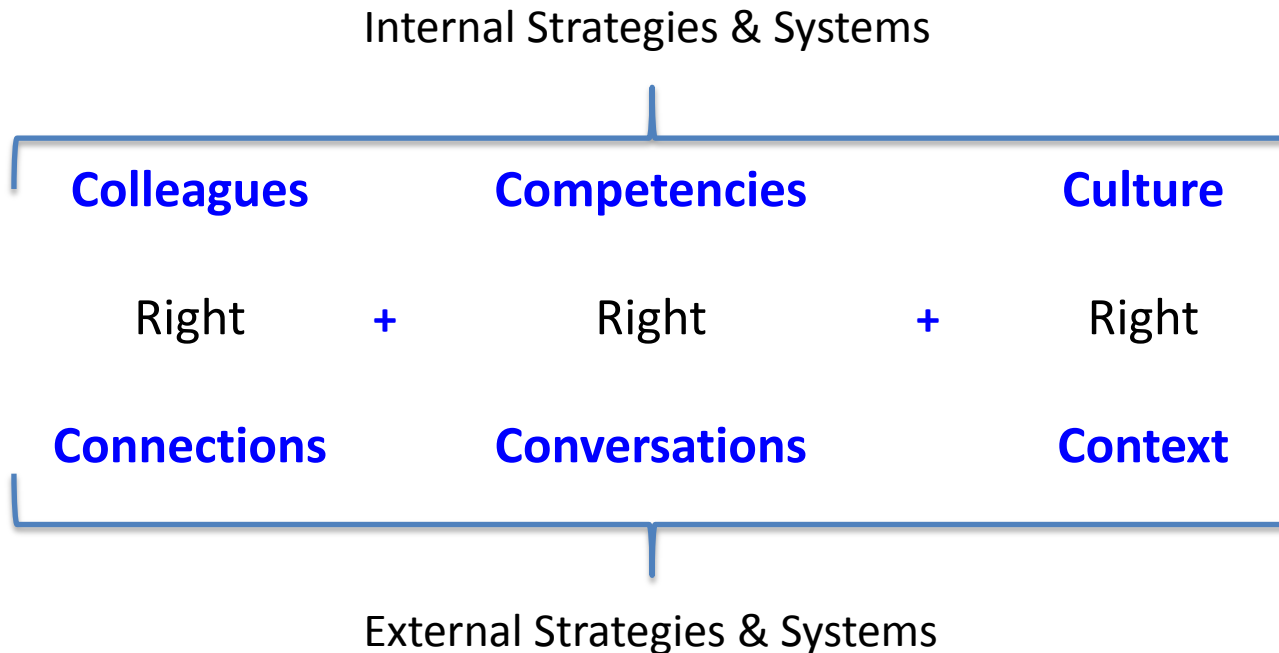 Internal Strategies & Systems
Colleagues Competencies Culture
Right + Right + Right
Connections Conversations Context
External Strategies & Systems